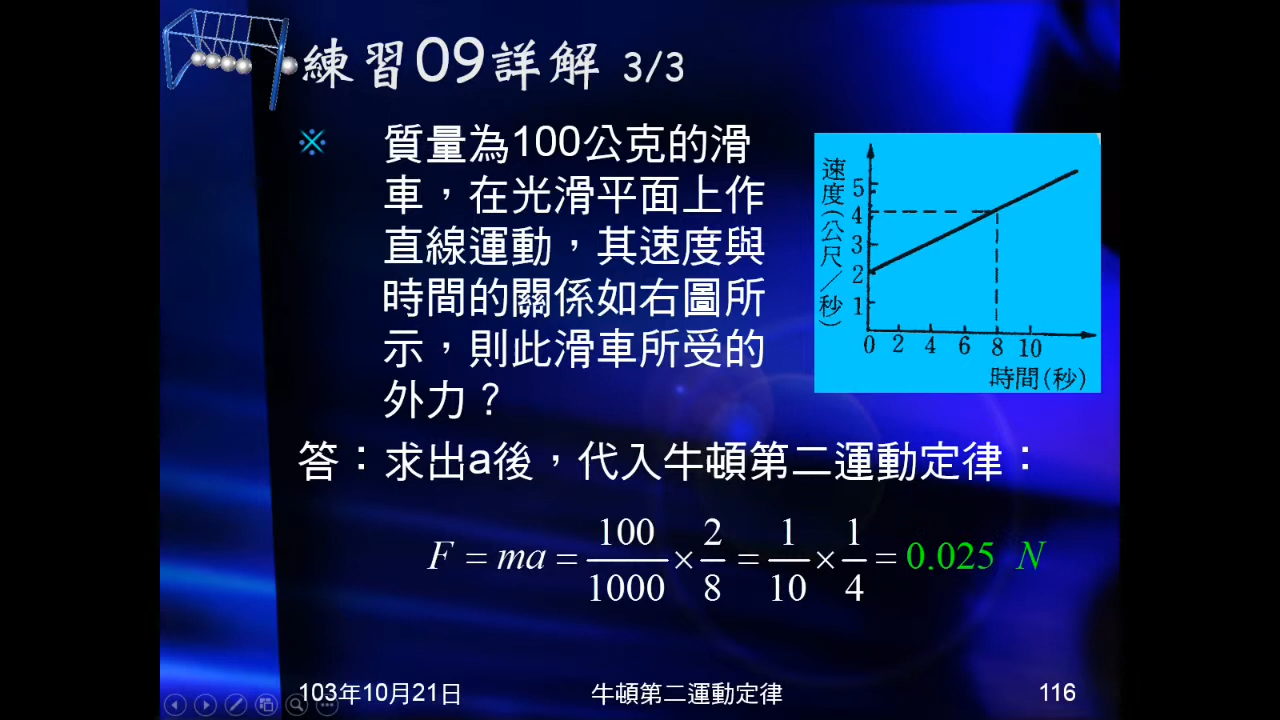 練習09詳解 3/3
※ 質量為100公克的滑
車，在光滑平面上作
直線運動，其速度與
時間的關係如右圖所
示，則此滑車所受的
外力？
速度(公尺/秒)
5
4
3
2
1
0 2 4 6 8 10
時間(秒)
答：求出a後，代入牛頓第二運動定律：
F = ma = 100/1000 × 2/8 = 1/10 × 1/4 = 0.025 N
103年10月21日 牛頓第二運動定律 116